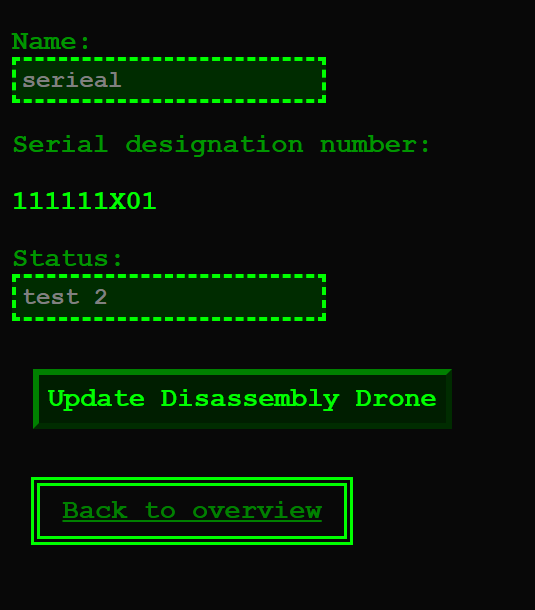 Name:
serieal
Serial designation number:
111111X01
Status:
test 2
Update Disassembly Drone
Back to overview